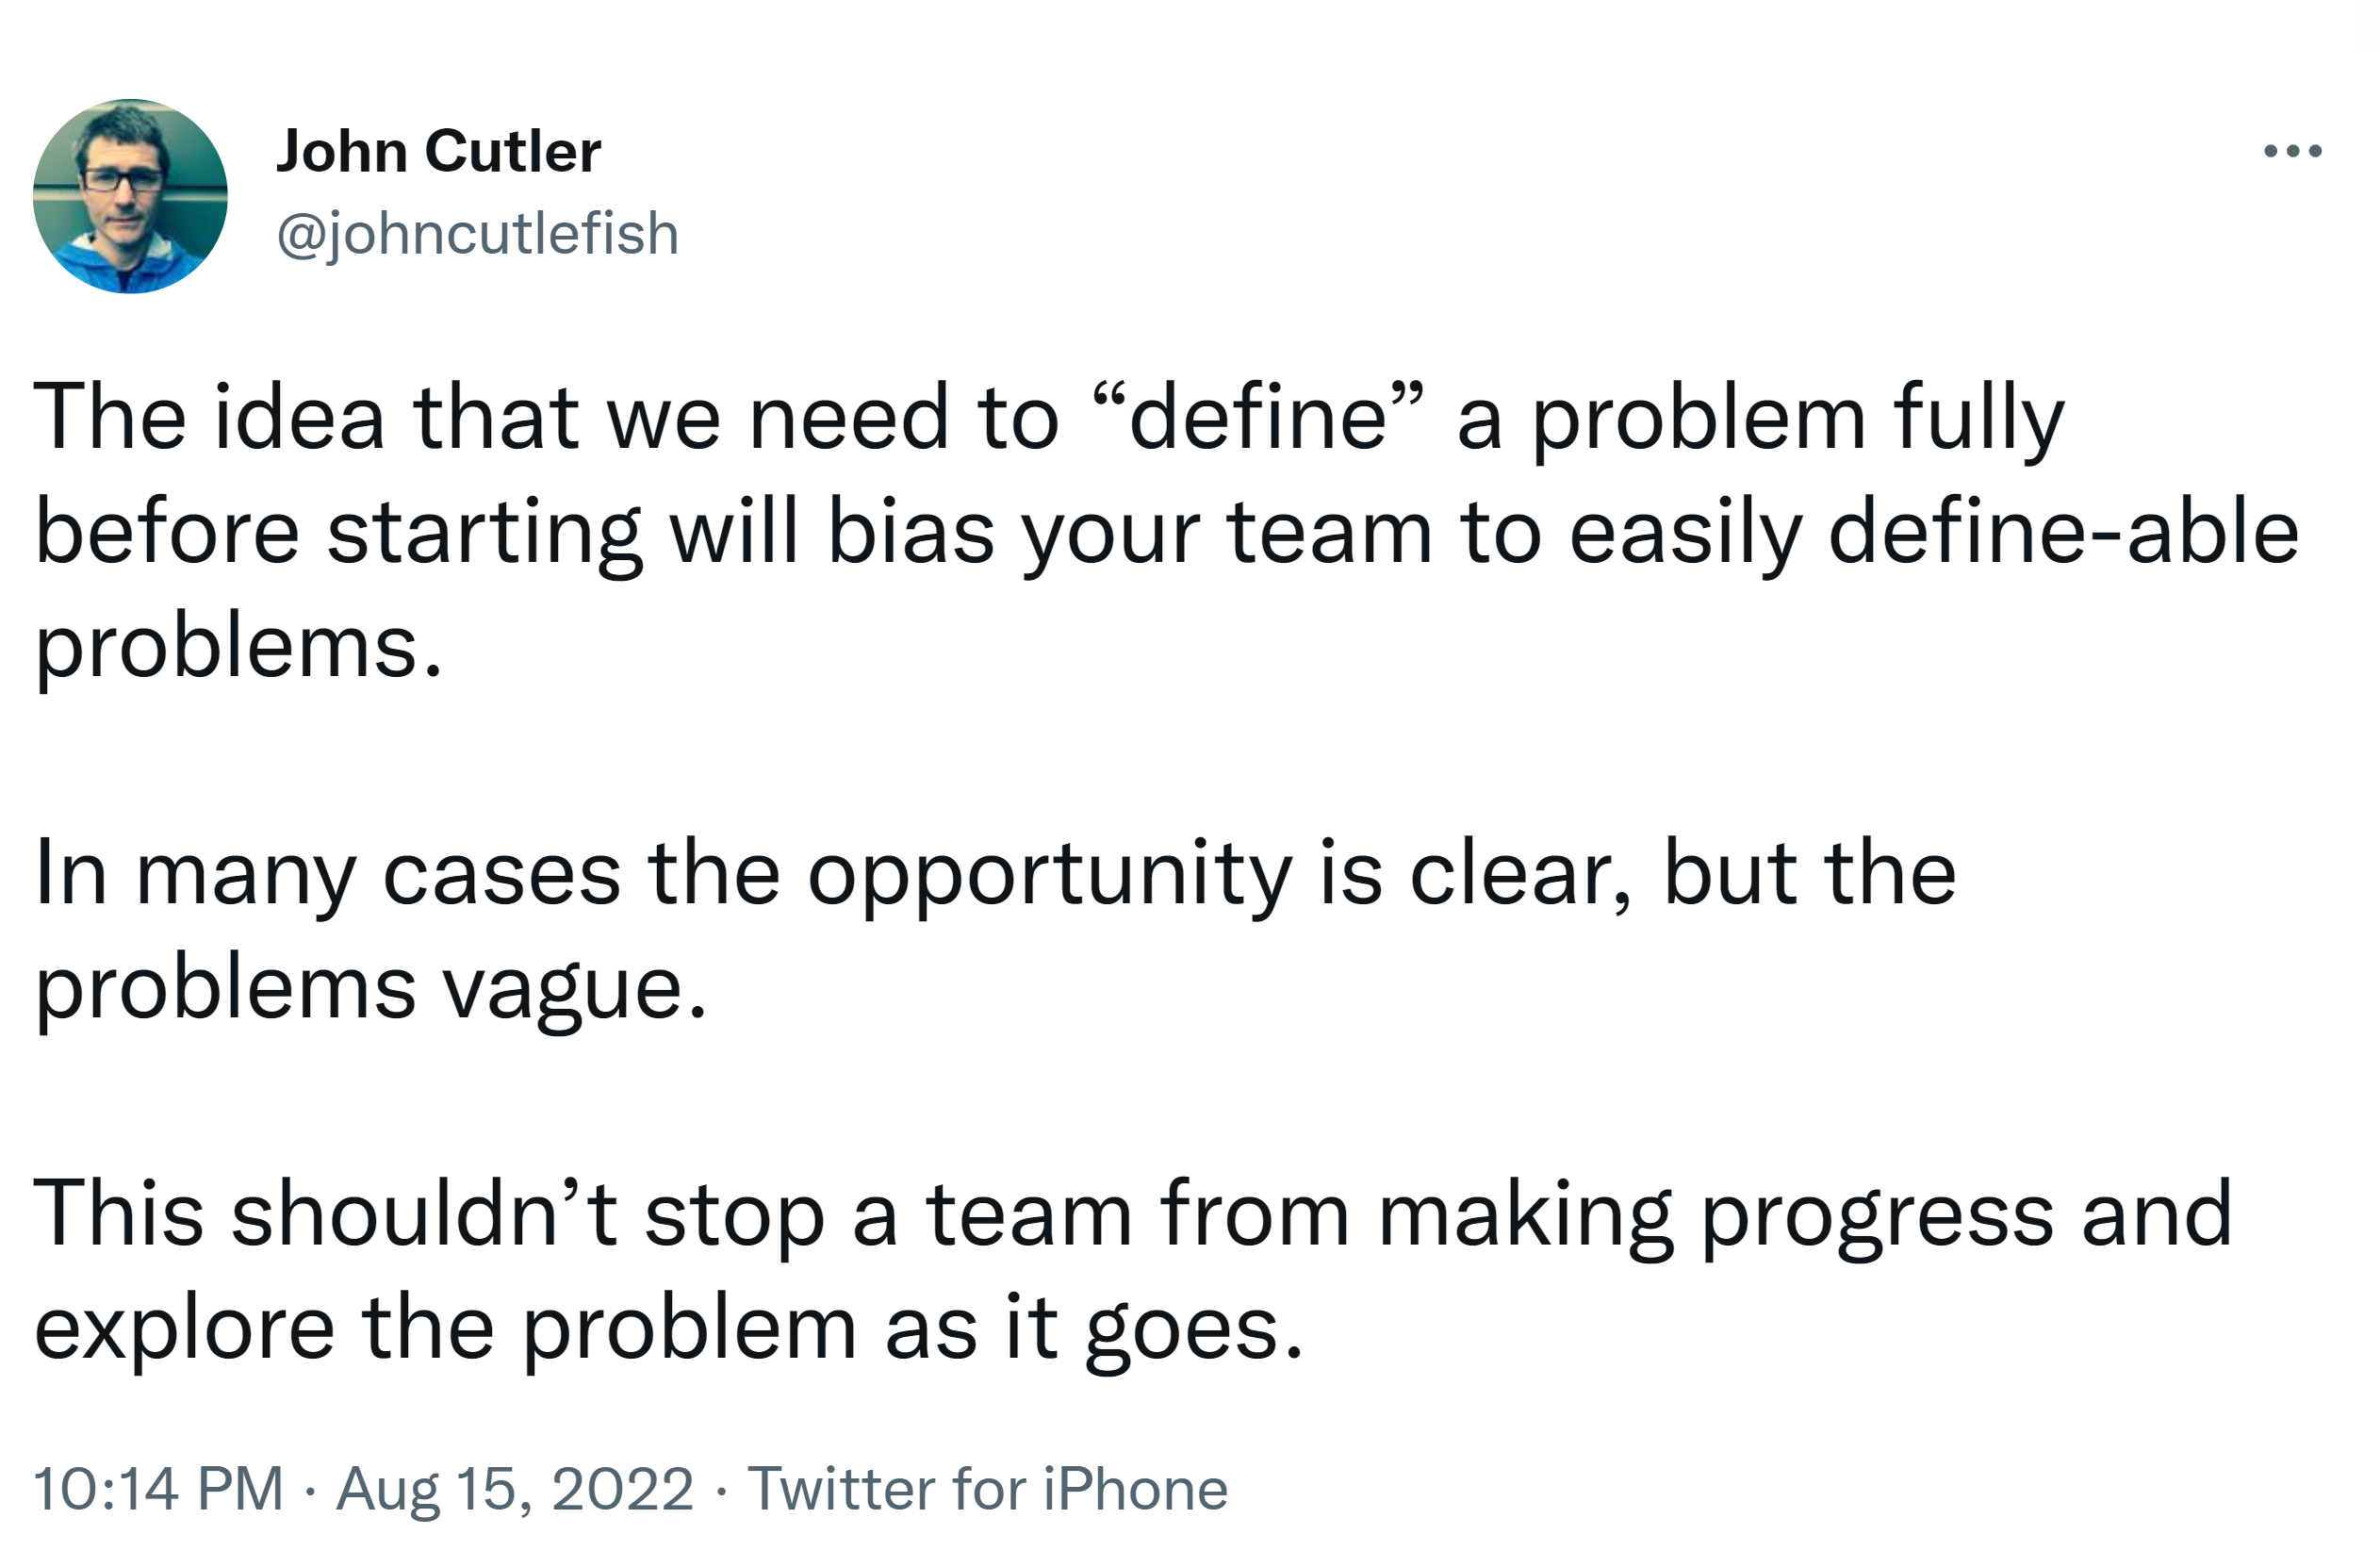 John Cutler
@johncutlefish
The idea that we need to “define” a problem fully
before starting will bias your team to easily define-able
problems.
In many cases the opportunity is clear, but the
problems vague.
This shouldn’t stop a team from making progress and
explore the problem as it goes.
10:14 PM · Aug 15, 2022 · Twitter for iPhone